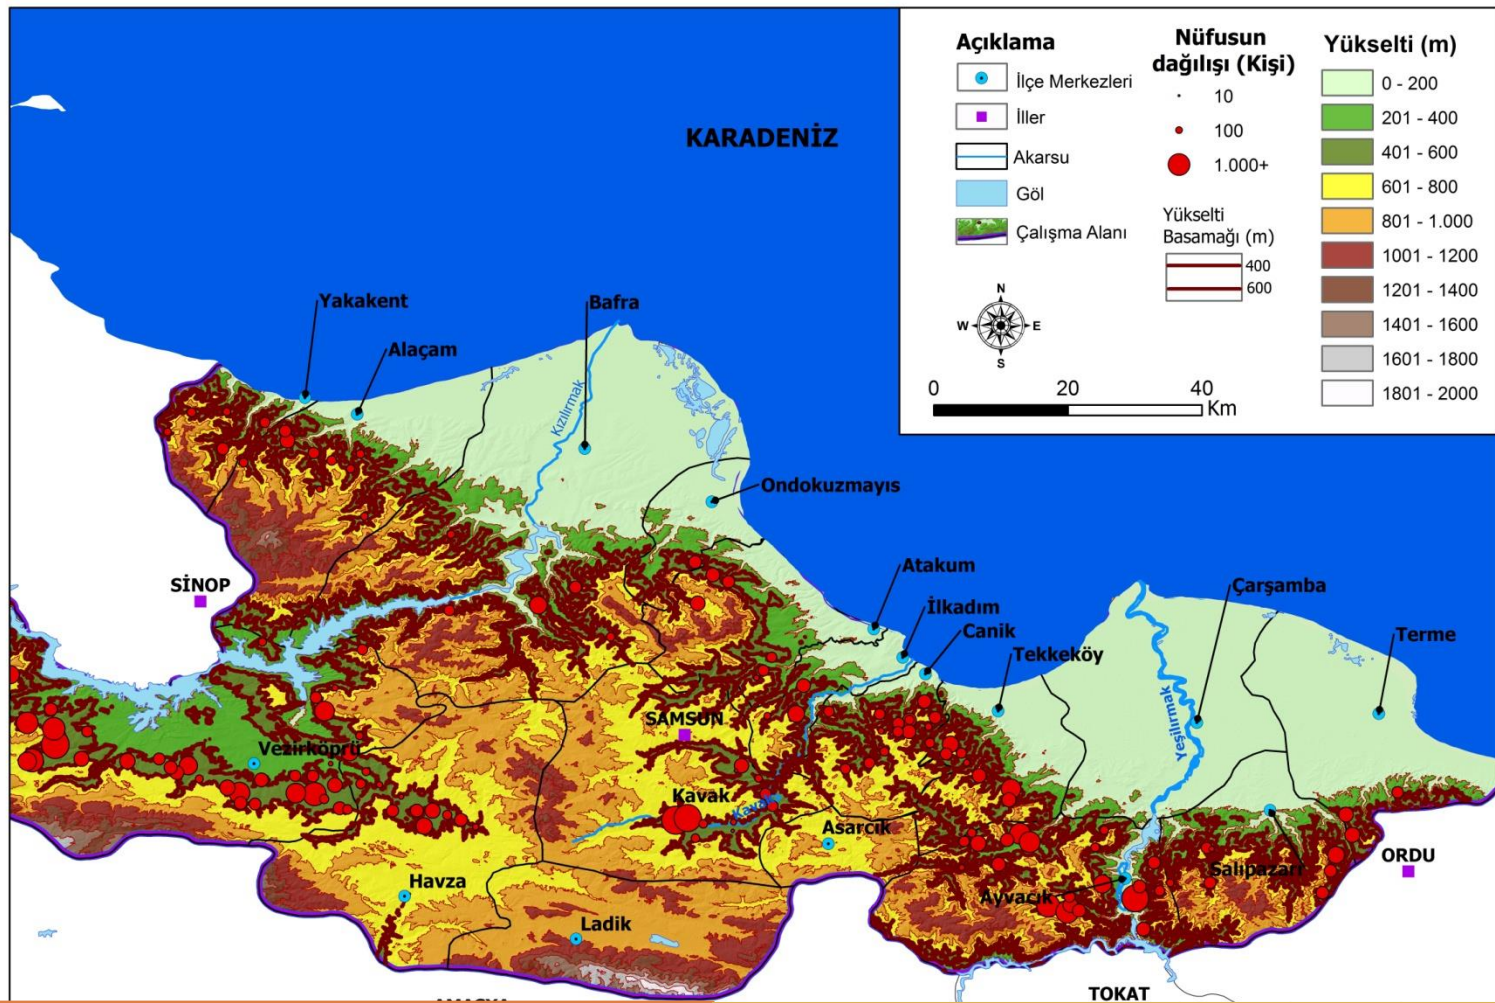 KARADENİZ
Açıklama
İlçe Merkezleri
İller
Akarsu
Göl
Çalışma Alanı
Nüfusun
dağılışı (Kişi)
10
100
1.000+
Yükselti
Basamağı (m)
400
600
Yükselti (m)
0 - 200
201 - 400
401 - 600
601 - 800
801 - 1.000
1001 - 1200
1201 - 1400
1401 - 1600
1601 - 1800
1801 - 2000
N
W E
S
0 20 40
Km
Yakakent
Bafra
Alaçam
Kızılırmak
Ondokuzmayıs
Atakum
SİNOP
İlkadım
Çarşamba
Canik
Terme
Tekkeköy
Yeşilırmak
SAMSUN
Vezirköprü
Kavak
Asarcık
ORDU
Salıpazarı
Havza
Ayvacık
Ladik
TOKAT